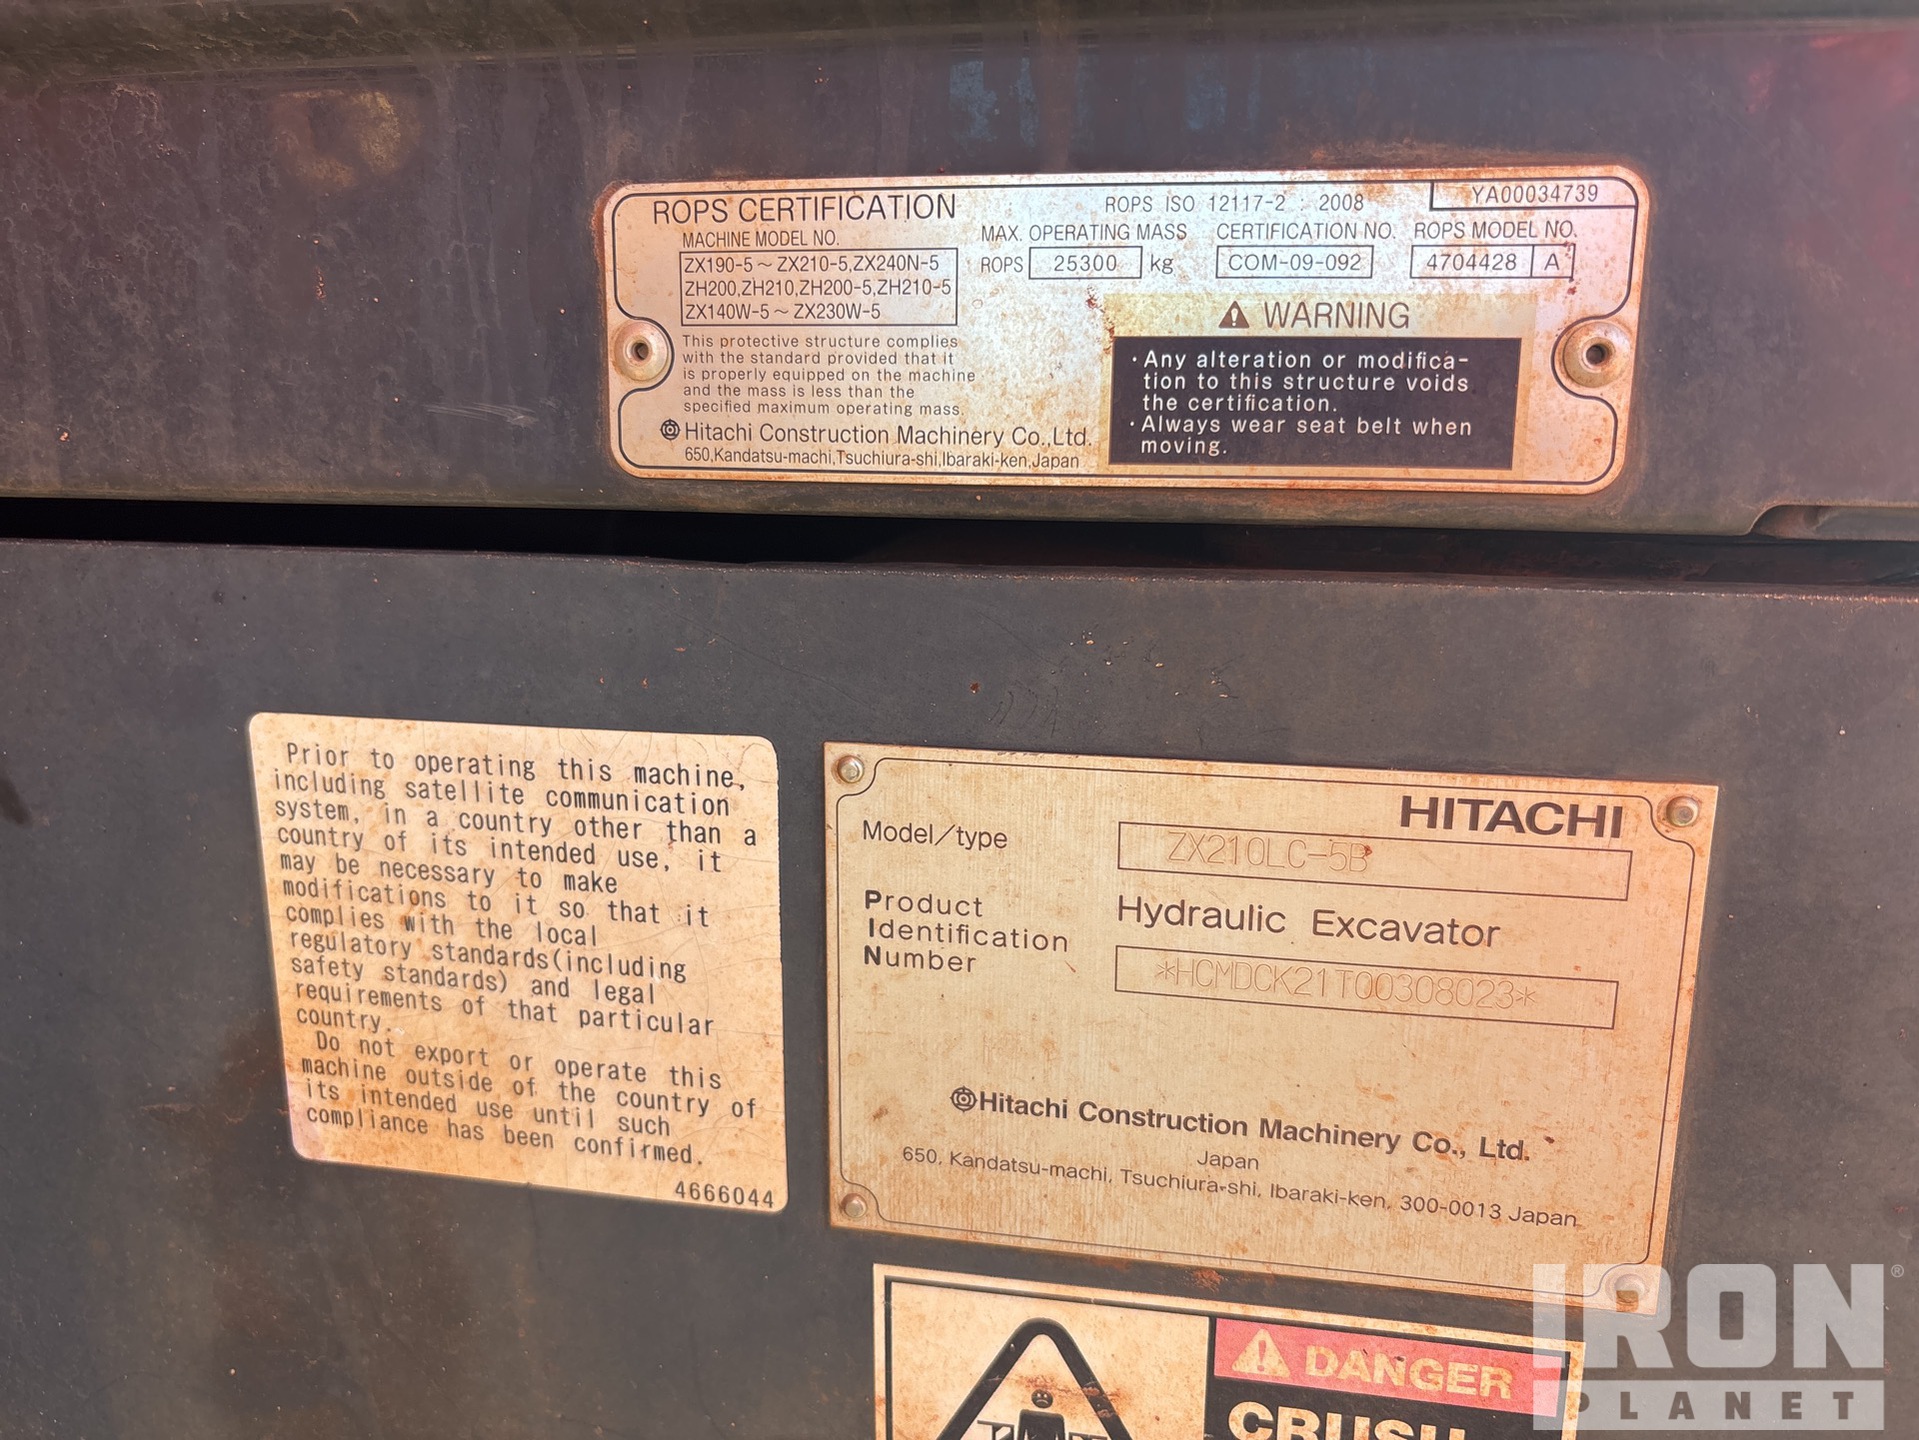 ROPS CERTIFICATION
ROPS ISO 12117-2 : 2008
YA00034739
MACHINE MODEL NO.
ZX190-5～ZX210-5,ZX240N-5
ZH200,ZH210,ZH200-5,ZH210-5
ZX140W-5～ZX230W-5
MAX. OPERATING MASS
ROPS 25300 kg
CERTIFICATION NO.
COM-09-092
ROPS MODEL NO.
4704428 A
This protective structure complies
with the standard provided that it
is properly equipped on the machine
and the mass is less than the
specified maximum operating mass.
Hitachi Construction Machinery Co.,Ltd.
650,Kandatsu-machi,Tsuchiura-shi,Ibaraki-ken,Japan
WARNING
・Any alteration or modifica-
tion to this structure voids
the certification.
・Always wear seat belt when
moving.
Prior to operating this machine,
including satellite communication
system, in a country other than a
country of its intended use, it
may be necessary to make
modifications to it so that it
complies with the local
regulatory standards(including
safety standards) and legal
requirements of that particular
country.
Do not export or operate this
machine outside of the country of
its intended use until such
compliance has been confirmed.
4666044
HITACHI
Model/type
ZX210LC-5B
Hydraulic Excavator
Product
Identification
Number
*HCMDCK21T00308023*
Hitachi Construction Machinery Co., Ltd.
Japan
650, Kandatsu-machi, Tsuchiura-shi, Ibaraki-ken, 300-0013 Japan
DANGER
CRUSH
IRON
PLANET
®